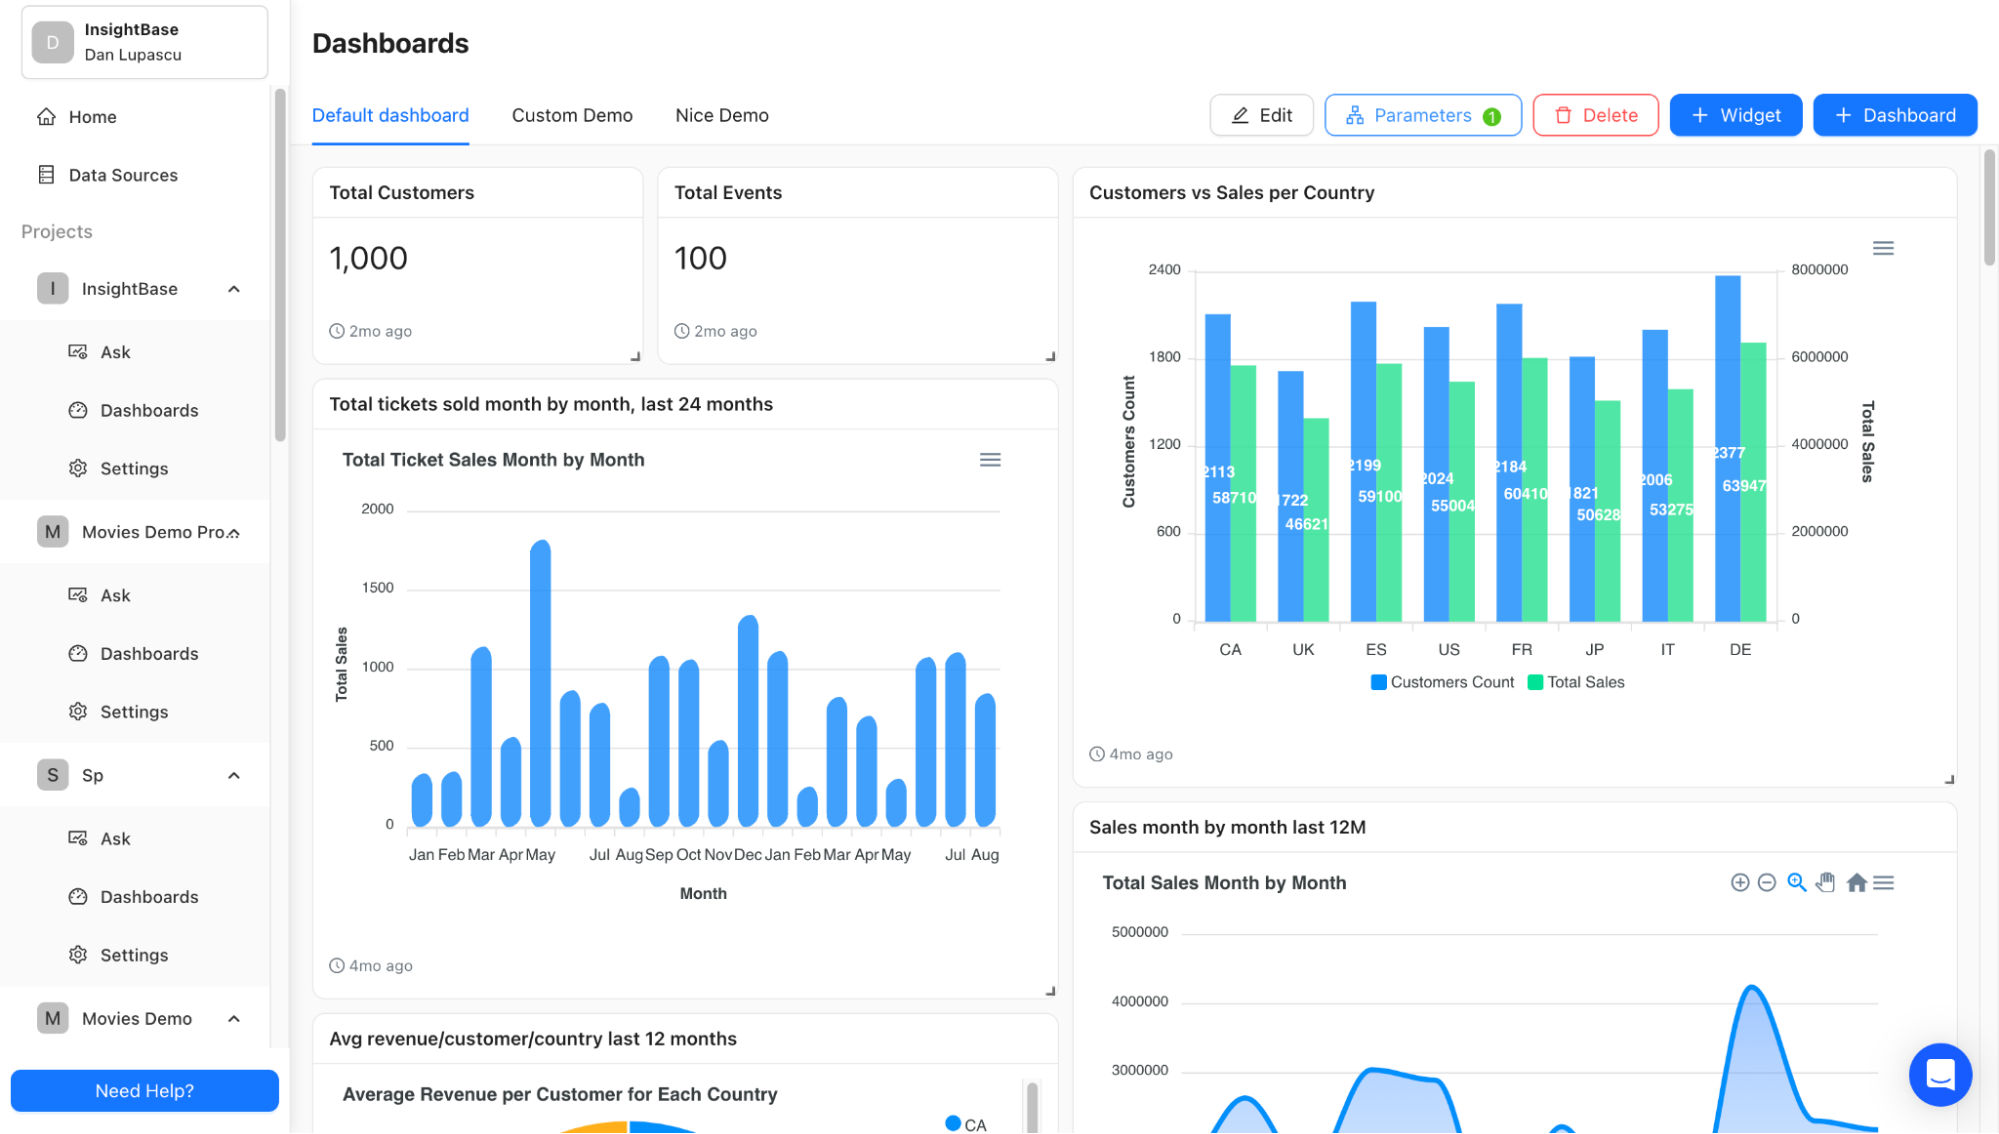 D
InsightBase
Dan Lupascu
Home
Data Sources
Projects
I
InsightBase
Ask
Dashboards
Settings
M
Movies Demo Pro...
Ask
Dashboards
Settings
S
Sp
Ask
Dashboards
Settings
M
Movies Demo
Need Help?
Dashboards
Default dashboard
Custom Demo
Nice Demo
Edit
Parameters 1
Delete
Widget
Dashboard
Total Customers
1,000
2mo ago
Total Events
100
2mo ago
Total tickets sold month by month, last 24 months
Total Ticket Sales Month by Month
Total Sales
2000
1500
1000
500
0
Jan Feb Mar Apr May Jul Aug Sep Oct Nov Dec Jan Feb Mar Apr May Jul Aug
Month
4mo ago
Avg revenue/customer/country last 12 months
Average Revenue per Customer for Each Country
CA
Customers vs Sales per Country
Customers Count
2400
1800
1200
600
0
2113
58710
1722
46621
2199
59100
2024
55004
2184
60410
1821
50628
2006
53275
2377
63947
8000000
6000000
4000000
2000000
0
Total Sales
CA UK ES US FR JP IT DE
Customers Count Total Sales
4mo ago
Sales month by month last 12M
Total Sales Month by Month
5000000
4000000
3000000